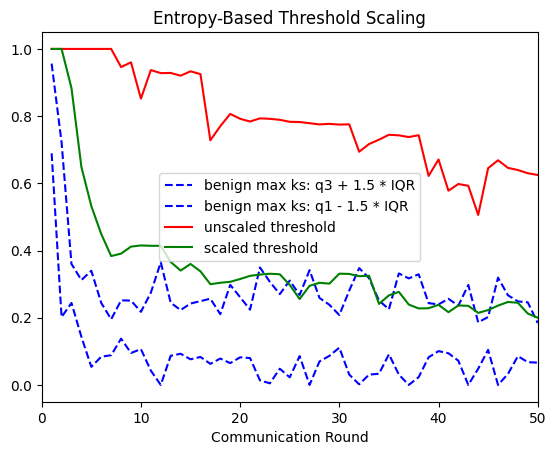 Entropy-Based Threshold Scaling
1.0
0.8
0.6
0.4
0.2
0.0
benign max ks: q3 + 1.5 * IQR
benign max ks: q1 - 1.5 * IQR
unscaled threshold
scaled threshold
0 10 20 30 40 50
Communication Round